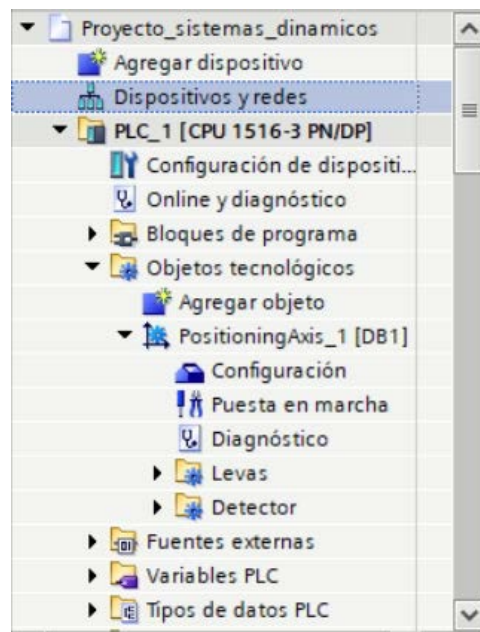 Proyecto_sistemas_dinamicos
Agregar dispositivo
Dispositivos y redes
PLC_1 [CPU 1516-3 PN/DP]
Configuración de dispositi...
Online y diagnóstico
Bloques de programa
Objetos tecnológicos
Agregar objeto
PositioningAxis_1 [DB1]
Configuración
Puesta en marcha
Diagnóstico
Levas
Detector
Fuentes externas
Variables PLC
Tipos de datos PLC